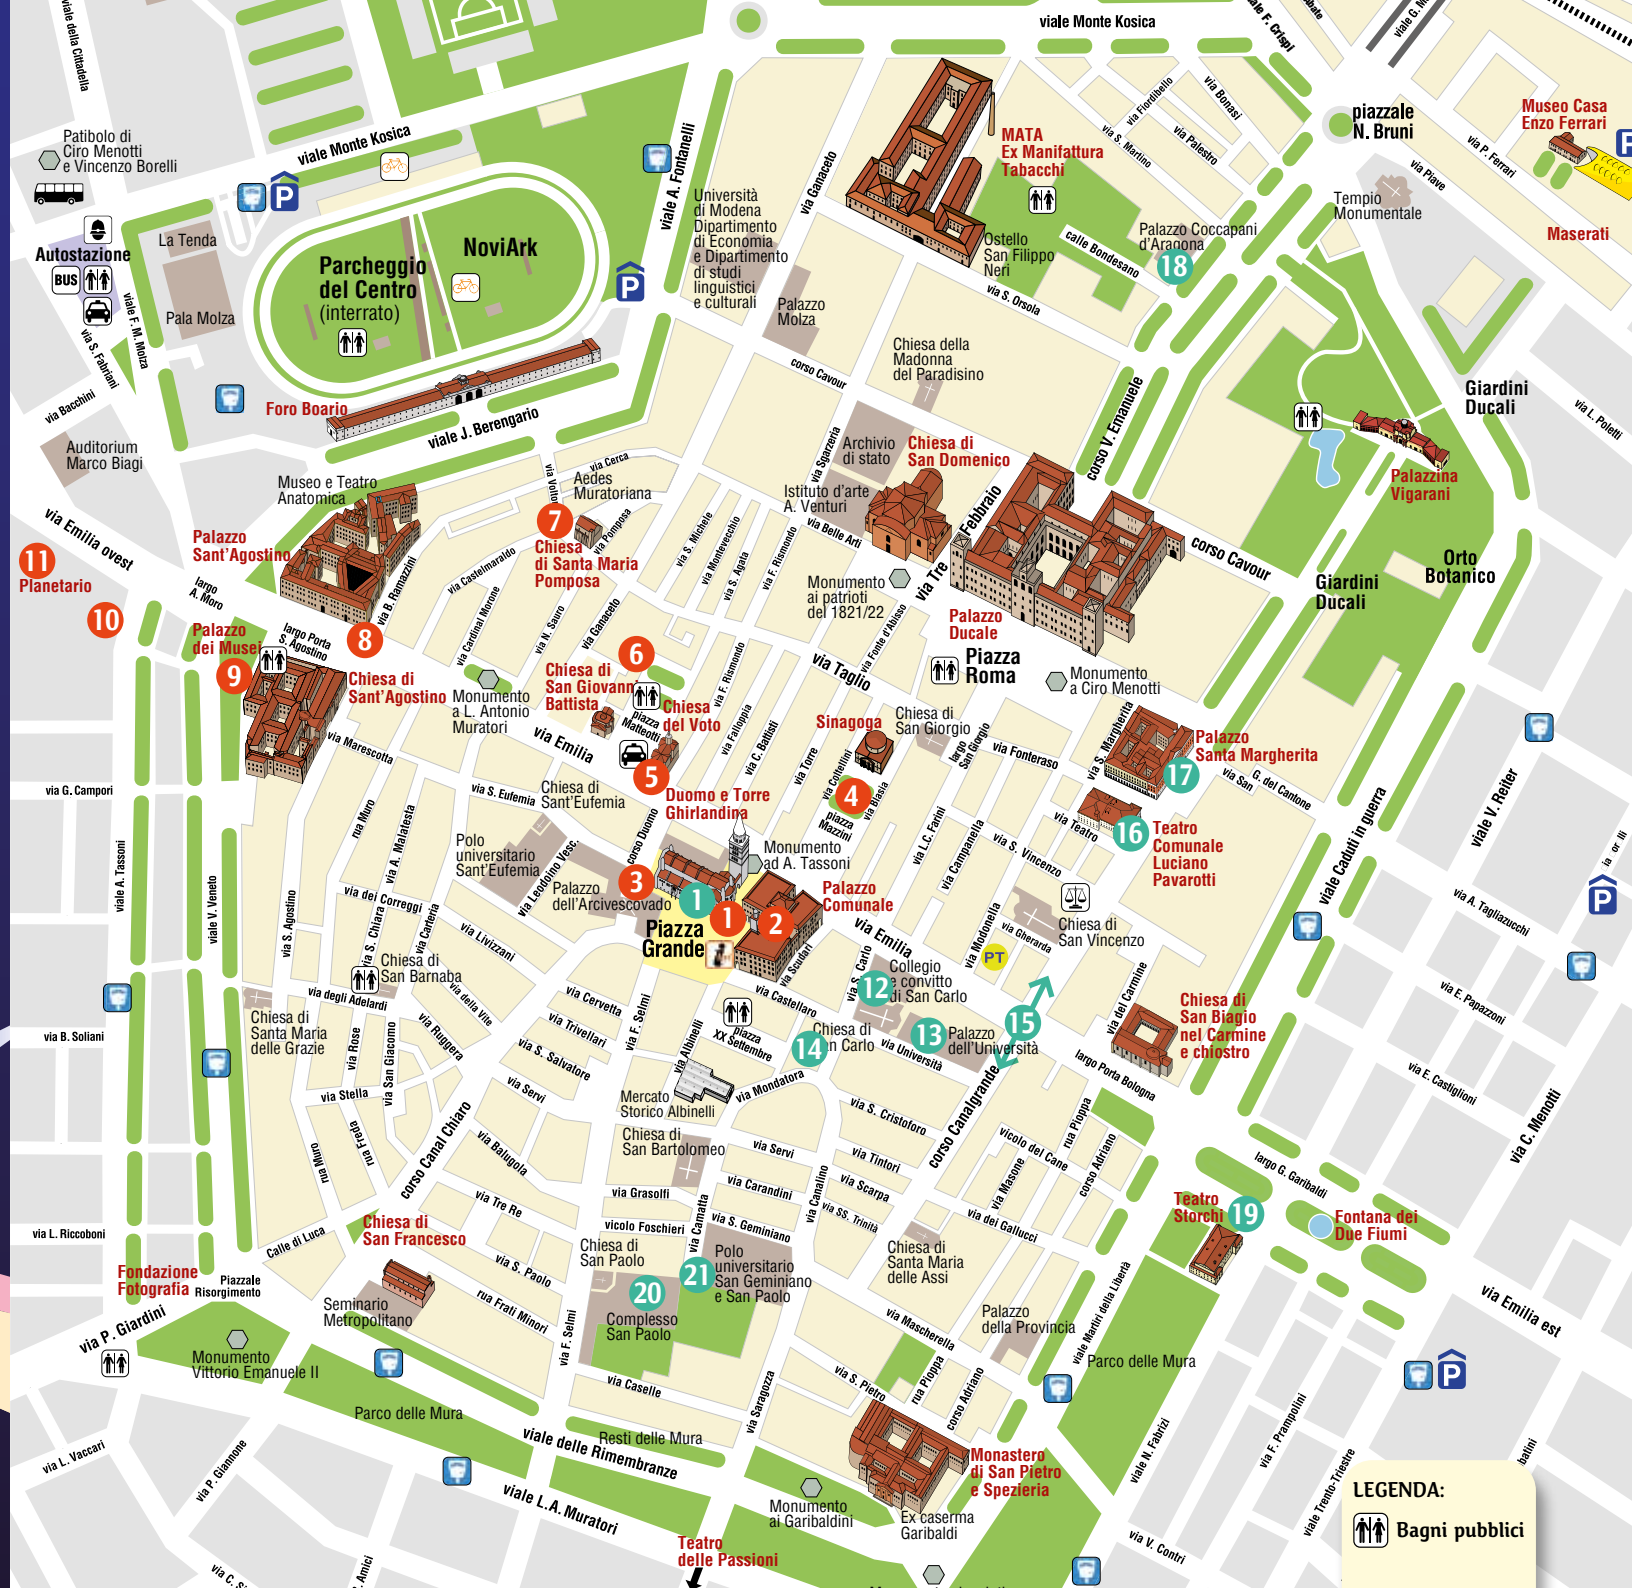 viale della Cittadella
viale Monte Kosica
viale F. Crispi
viale G. M
Patibolo di
Ciro Menotti
e Vincenzo Borelli
viale Monte Kosica
viale A. Fontanelli
via Ganaceto
MATA
Ex Manifattura
Tabacchi
via Fiordibello
via Bonasi
via S. Martino
via Palestro
piazzale
N. Bruni
Museo Casa
Enzo Ferrari
P
via P. Ferrari
via Piave
Tempio
Monumentale
Maserati
P
Autostazione
BUS
La Tenda
Pala Molza
viale F. M. Molza
via S. Fabriani
via Bacchini
Parcheggio
del Centro
(interrato)
NoviArk
P
Università
di Modena
Dipartimento
di Economia
e Dipartimento
di studi
linguistici
e culturali
Palazzo
Molza
Ostello
San Filippo
Neri
calle Bondesano
Palazzo Coccapani
d'Aragona
18
via S. Orsola
Foro Boario
viale J. Berengario
corso Cavour
Chiesa della
Madonna
del Paradisino
corso V. Emanuele
Giardini
Ducali
via L. Poletti
Auditorium
Marco Biagi
Museo e Teatro
Anatomica
via Cerca
via Voltone
Aedes
Muratoriana
via Sgarzeria
Archivio
di stato
Chiesa di
San Domenico
Istituto d'arte
A. Venturi
via Belle Arti
Palazzina
Vigarani
via Emilia ovest
11
Planetario
10
largo
A. Moro
Palazzo
Sant'Agostino
via B. Ramazzini
7
Chiesa
di Santa Maria
Pomposa
via Pomposa
via Castelmaraldo
via Cardinal Morone
via N. Sauro
via Ganaceto
via S. Michele
via Montevecchio
via S. Agata
via F. Rismondo
via Tre Febbraio
corso Cavour
Monumento
ai patrioti
del 1821/22
Palazzo
Ducale
Giardini
Ducali
Orto
Botanico
Palazzo
dei Musei
9
largo Porta
S. Agostino
8
Chiesa di
Sant'Agostino
Monumento
a L. Antonio
Muratori
Chiesa di
San Giovanni
Battista
6
piazza
Matteotti
Chiesa
del Voto
5
via F. Rismondo
via Falloppia
via C. Battisti
via Torre
via Taglio
via Fonte d'Abisso
Piazza
Roma
Monumento
a Ciro Menotti
Sinagoga
via Coltellini
4
via Blasia
piazza
Mazzini
Chiesa di
San Giorgio
largo
San Giorgio
via Fonteraso
via S. Margherita
Palazzo
Santa Margherita
17
via San
G. del Cantone
via Marescotta
via Emilia
via G. Campori
via S. Eufemia
Chiesa di
Sant'Eufemia
corso Duomo
Duomo e Torre
Ghirlandina
rua Muro
via A. Malatesta
Polo
universitario
Sant'Eufemia
via Leodoino Vesc.
Palazzo
dell'Arcivescovado
3
1
1
2
Monumento
ad A. Tassoni
Palazzo
Comunale
Piazza
Grande
via L.C. Farini
via Campanella
via S. Vincenzo
via Teatro
16
Teatro
Comunale
Luciano
Pavarotti
viale Caduti in guerra
viale V. Reiter
via A. Tagliazucchi
P
viale A. Tassoni
viale V. Veneto
via S. Agostino
via dei Correggi
via S. Chiara
via Carteria
via Livizzani
Chiesa di
San Barnaba
via degli Adelardi
via della Vite
via Emilia
via Scudari
via S. Carlo
12
Collegio
e convitto
di San Carlo
via Modonella
PT
via Gherarda
Chiesa di
San Vincenzo
via del Carmine
Chiesa di
San Biagio
nel Carmine
e chiostro
via E. Papazzoni
via B. Soliani
Chiesa di
Santa Maria
delle Grazie
via Rose
via San Giacomo
via Ruggera
via Cervetta
via Trivellari
via S. Salvatore
via Servi
via F. Selmi
via Albinelli
via Castellaro
piazza
XX Settembre
14
Chiesa di
n Carlo
13
Palazzo
dell'Università
15
via Università
via Mondatora
Mercato
Storico Albinelli
largo Porta Bologna
via E. Castiglioni
via C. Menotti
via Stella
rua Freda
rua Muro
corso Canal Chiaro
via Balugola
Chiesa di
San Bartolomeo
via Servi
via S. Cristoforo
corso Canalgrande
vicolo del Cane
rua Pioppa
corso Adriano
via Tintori
via Scarpa
via SS. Trinità
via Canalino
via Carandini
via Masone
via dei Gallucci
largo G. Garibaldi
via L. Riccoboni
Calle di Luca
Chiesa di
San Francesco
via Tre Re
via Grasolfi
vicolo Foschieri
via Camatta
via S. Geminiano
Chiesa di
San Paolo
21
Polo
universitario
San Geminiano
e San Paolo
20
Complesso
San Paolo
Chiesa di
Santa Maria
delle Assi
Teatro
Storchi
19
Fontana dei
Due Fiumi
via Emilia est
Fondazione
Fotografia
Piazzale
Risorgimento
via P. Giardini
Seminario
Metropolitano
via S. Paolo
rua Frati Minori
via F. Selmi
via Mascherella
Palazzo
della Provincia
viale Martiri della Libertà
Parco delle Mura
P
Monumento
Vittorio Emanuele II
Parco delle Mura
via Caselle
via Saragozza
via S. Pietro
rua Pioppa
corso Adriano
viale N. Fabrizi
via F. Prampolini
viale Trento-Trieste
via L. Vaccari
via P. Giannone
viale delle Rimembranze
Resti delle Mura
viale L.A. Muratori
Monumento
ai Garibaldini
Ex caserma
Garibaldi
Monastero
di San Pietro
e Spezieria
Teatro
delle Passioni
via V. Contri
LEGENDA:
Bagni pubblici